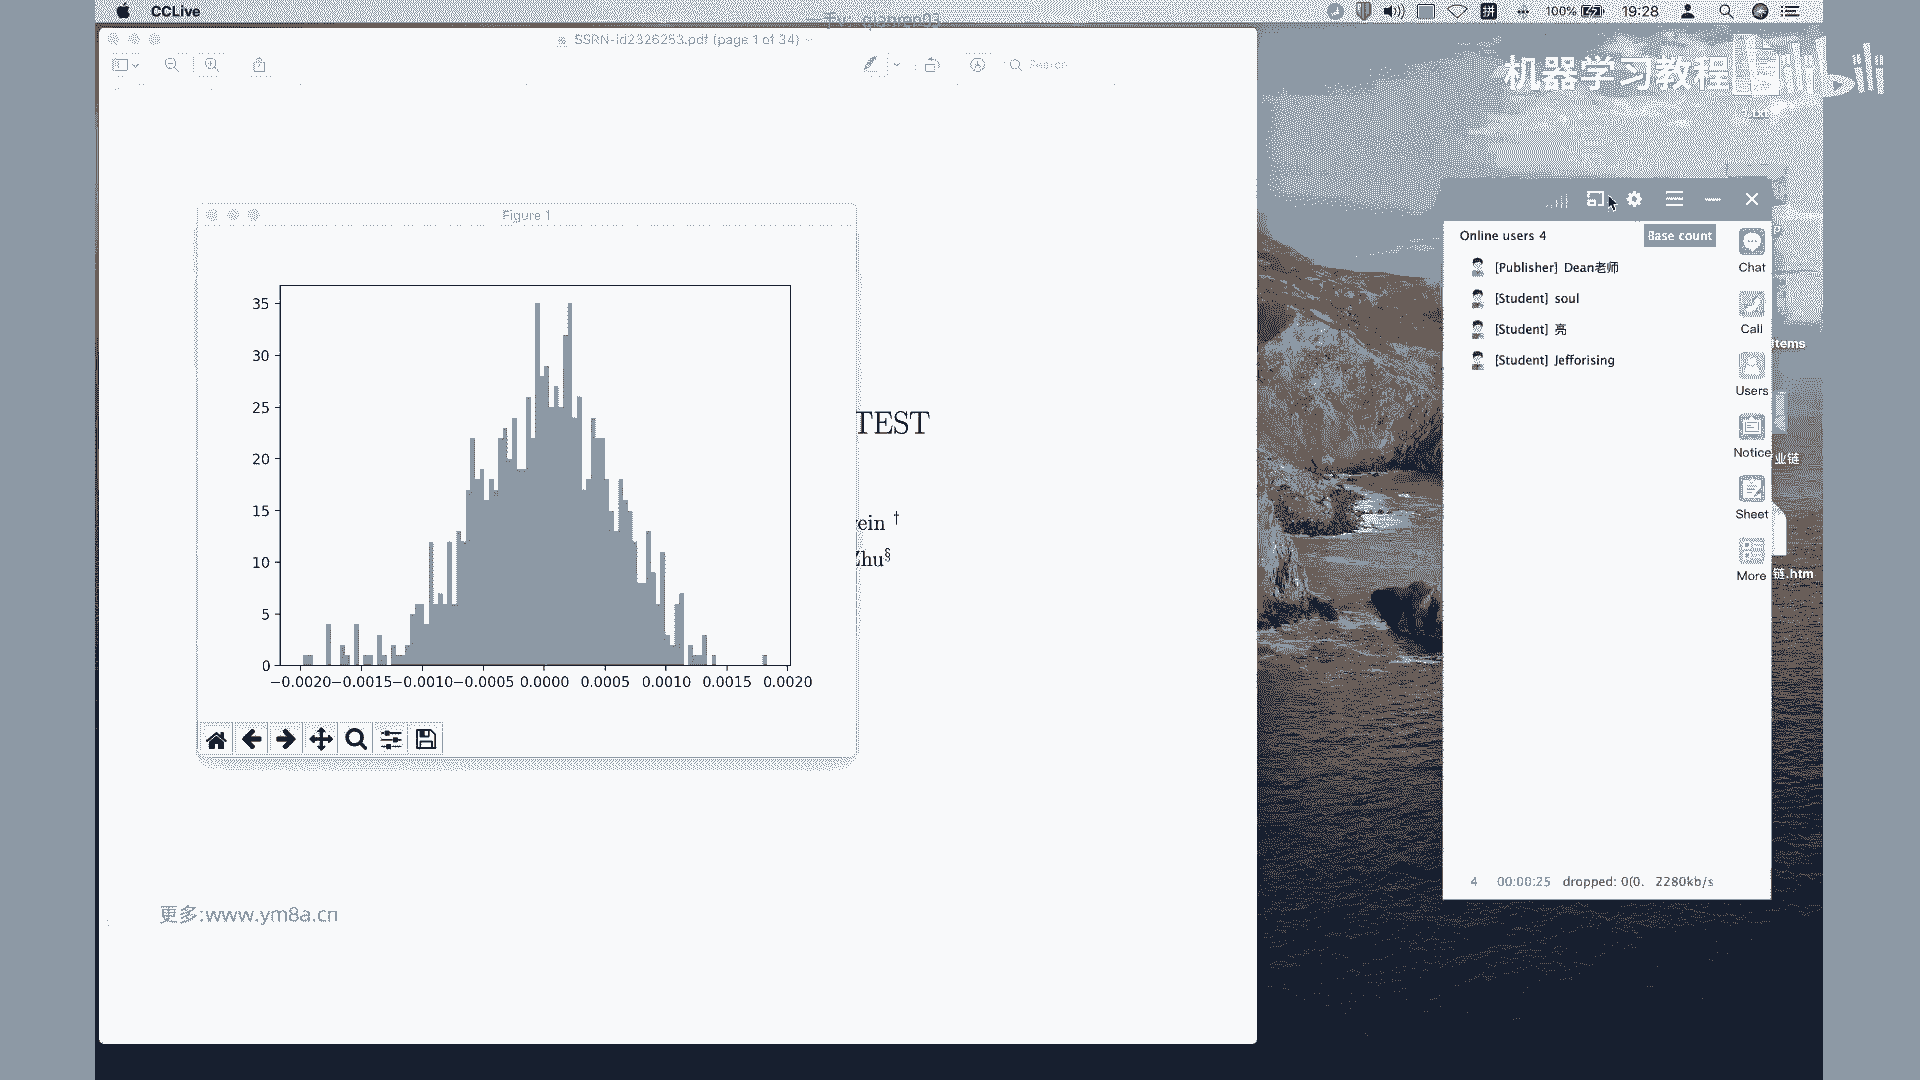 CCLive
100%
19:28
SSRN-id2326253.pdf (page 1 of 34)
Search
机器学习教程
bilibili
.txt
Figure 1
35
30
25
20
15
10
5
0
−0.0020−0.0015−0.0010−0.0005 0.0000 0.0005 0.0010 0.0015 0.0020
TEST
ein †
Zhu§
Online users 4
Base count
[Publisher] Dean老师
[Student] soul
[Student] 亮
[Student] Jefforising
Chat
Call
Users
Notice
Sheet
More
items
业链
链.htm
4 00:00:25 dropped: 0(0. 2280kb/s
更多:www.ym8a.cn